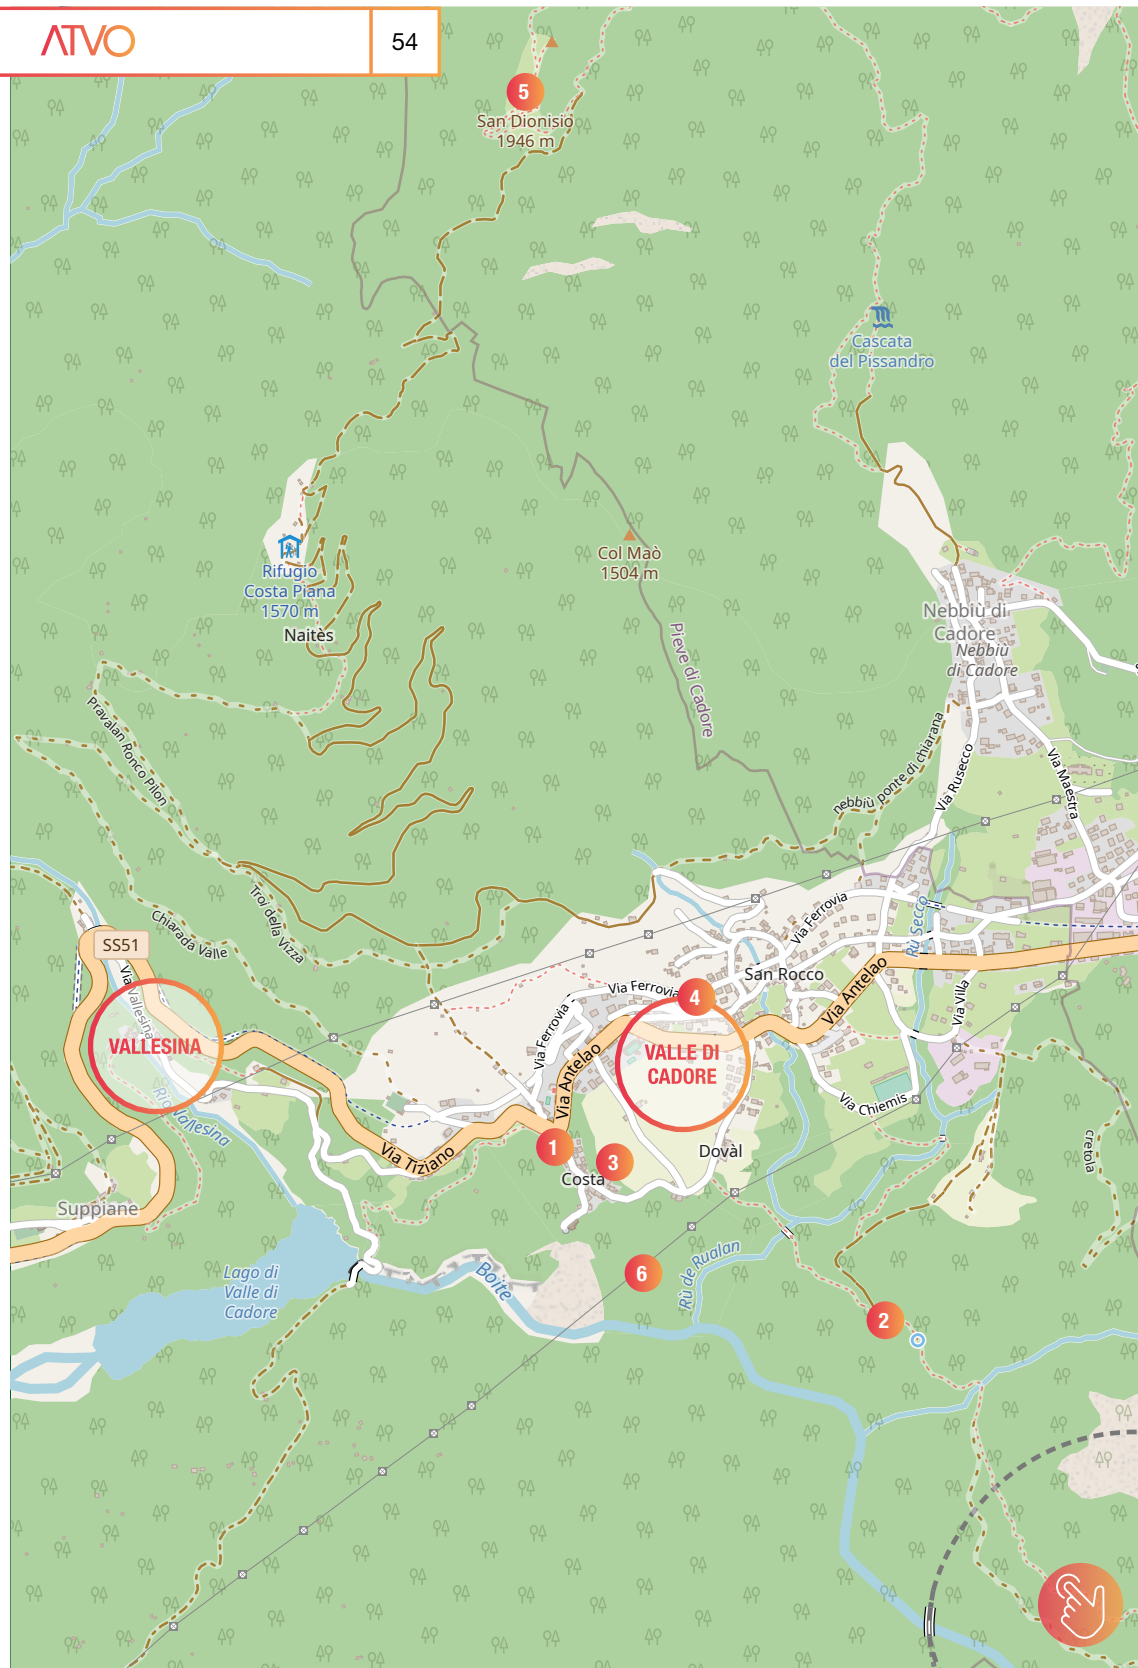 ATVO
54
5
San Dionisio
1946 m
Cascata
del Pissandro
Rifugio
Costa Piana
1570 m
Naitès
Col Maò
1504 m
Pieve di Cadore
Nebbiù di
Cadore
Nebbiù
di Cadore
Pravalan Ronco Pilon
nebbiù ponte di chiarana
Via Rusecco
Via Maestra
Troi della Vizza
Chiarada Valle
SS51
Via Vallesina
VALLESINA
Rio Vallesina
Via Ferrovia
Rù Secco
San Rocco
Via Ferrovia
4
Via Antelao
Via Villa
Via Ferrovia
Via Antelao
VALLE DI
CADORE
Via Chiemis
1
3
Costa
Dovàl
Via Tiziano
cretola
Suppiane
Lago di
Valle di
Cadore
Boite
6
Rù de Rualan
2